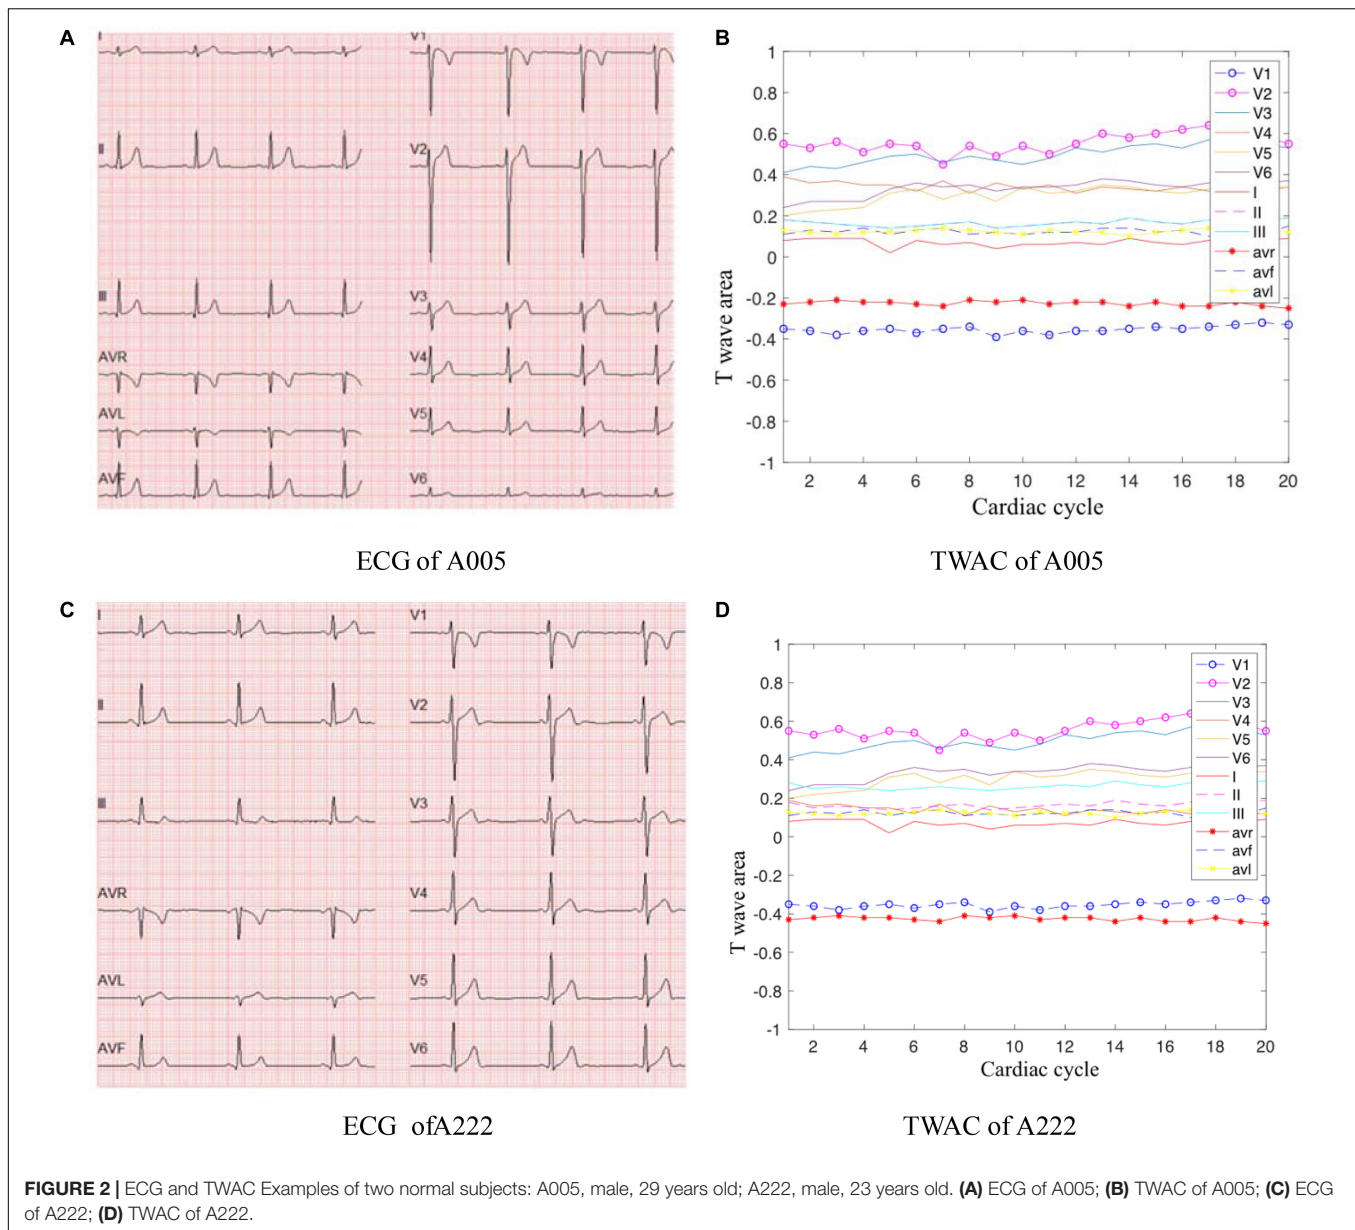 A
I
V1
II
V2
III
V3
AVR
V4
AVL
V5
AVF
V6
ECG of A005
B
1
0.8
0.6
0.4
0.2
0
-0.2
-0.4
-0.6
-0.8
-1
T wave area
2 4 6 8 10 12 14 16 18 20
Cardiac cycle
V1
V2
V3
V4
V5
V6
I
II
III
avr
avf
avl
TWAC of A005
C
I
V1
II
V2
III
V3
AVR
V4
AVL
V5
AVF
V6
ECG ofA222
D
1
0.8
0.6
0.4
0.2
0
-0.2
-0.4
-0.6
-0.8
-1
T wave area
2 4 6 8 10 12 14 16 18 20
Cardiac cycle
V1
V2
V3
V4
V5
V6
I
II
III
avr
avf
avl
TWAC of A222
FIGURE 2 | ECG and TWAC Examples of two normal subjects: A005, male, 29 years old; A222, male, 23 years old. (A) ECG of A005; (B) TWAC of A005; (C) ECG
of A222; (D) TWAC of A222.